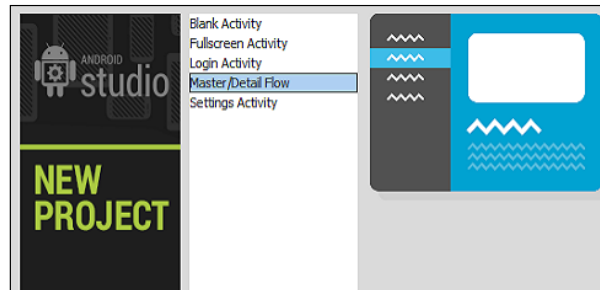 ANDROID
studio
NEW
PROJECT
Blank Activity
Fullscreen Activity
Login Activity
Master/Detail Flow
Settings Activity